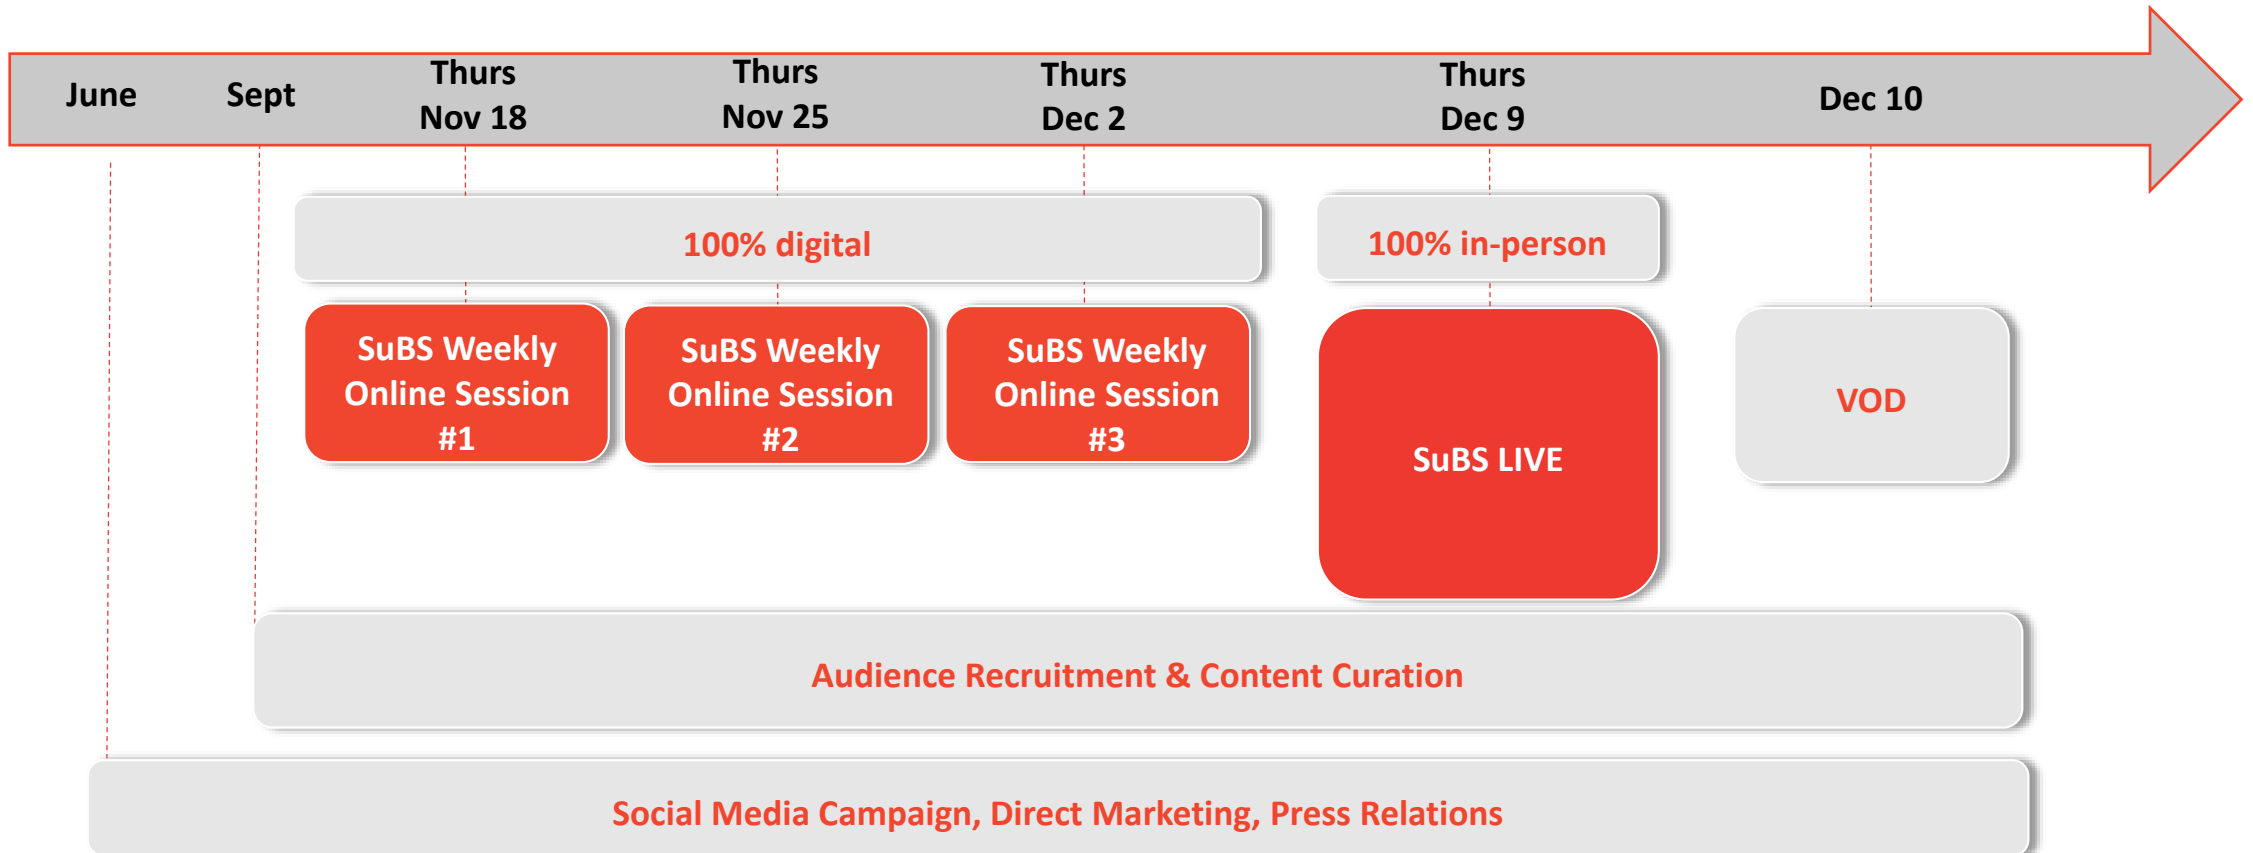 June
Sept
Thurs
Nov 18
Thurs
Nov 25
Thurs
Dec 2
Thurs
Dec 9
Dec 10
100% digital
100% in-person
SuBS Weekly
Online Session
#1
SuBS Weekly
Online Session
#2
SuBS Weekly
Online Session
#3
SuBS LIVE
VOD
Audience Recruitment & Content Curation
Social Media Campaign, Direct Marketing, Press Relations